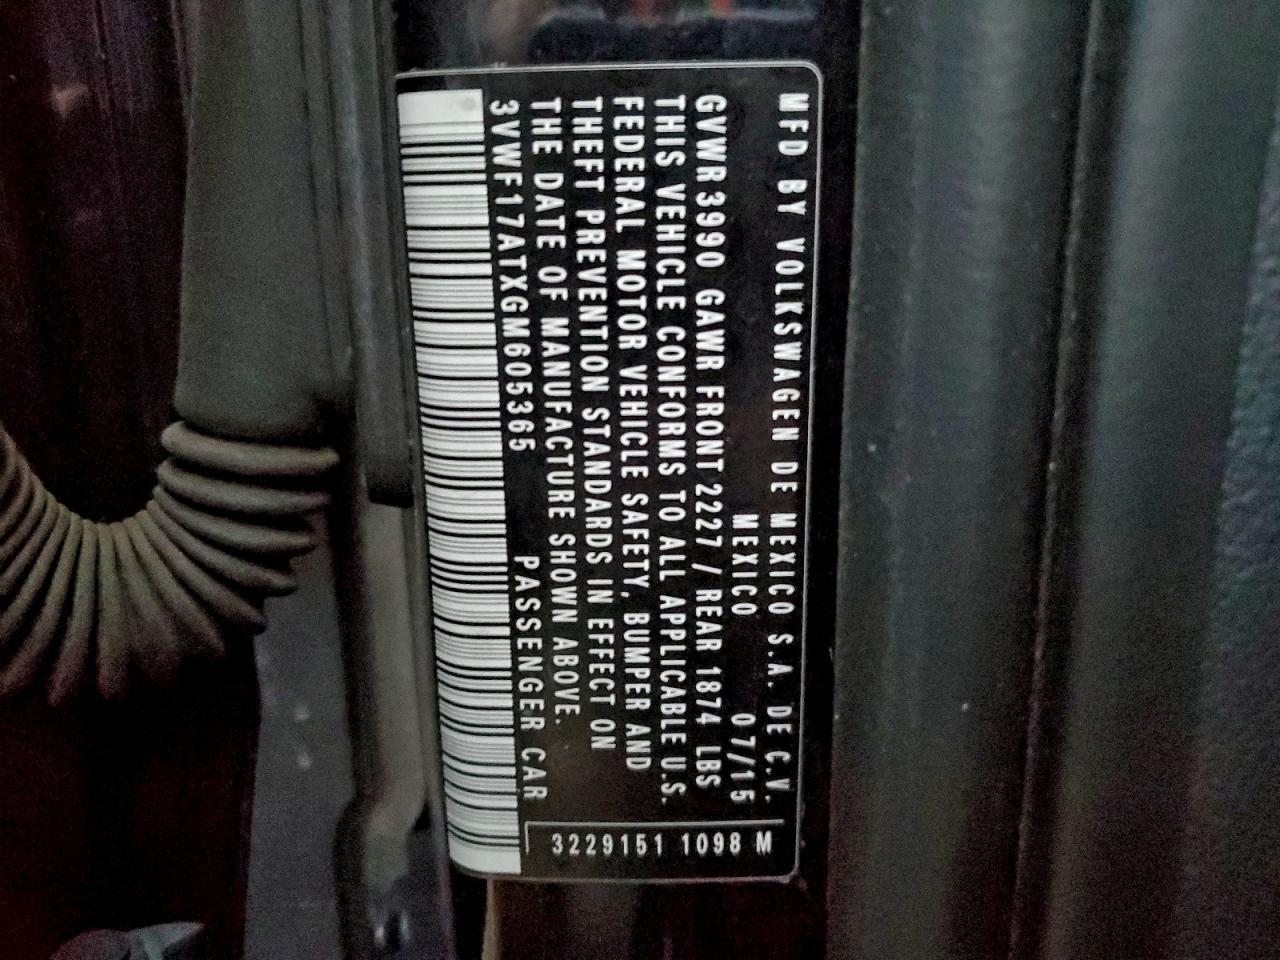 MFD BY VOLKSWAGEN DE MEXICO S.A. DE C.V.
MEXICO 07/15
GVWR 3990 GAWR FRONT 2227 / REAR 1874 LBS
THIS VEHICLE CONFORMS TO ALL APPLICABLE U.S.
FEDERAL MOTOR VEHICLE SAFETY, BUMPER AND
THEFT PREVENTION STANDARDS IN EFFECT ON
THE DATE OF MANUFACTURE SHOWN ABOVE.
3VWF17ATXGM605365 PASSENGER CAR
3229151 1098 M